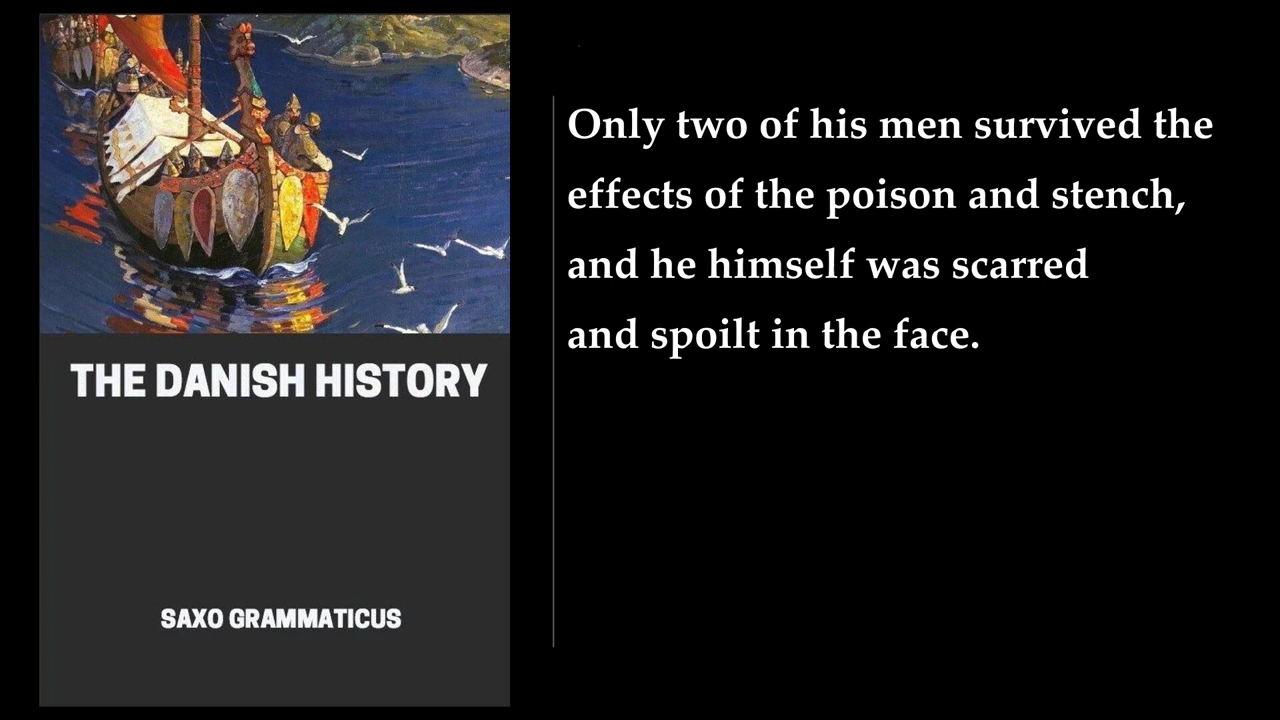 THE DANISH HISTORY
SAXO GRAMMATICUS
Only two of his men survived the
effects of the poison and stench,
and he himself was scarred
and spoilt in the face.